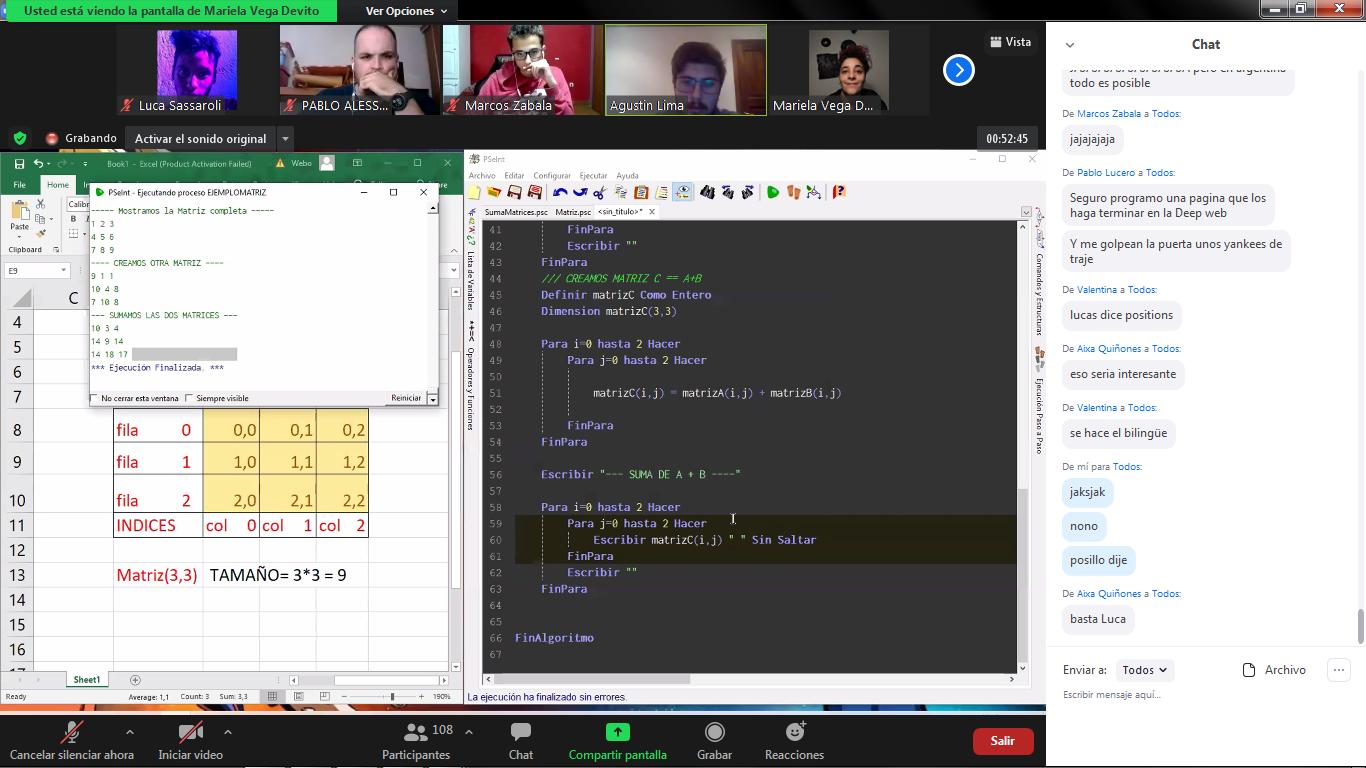 Usted está viendo la pantalla de Mariela Vega Devito
Ver Opciones
Luca Sassaroli
PABLO ALESS...
Marcos Zabala
Agustin Lima
Mariela Vega D...
Vista
Grabando
Activar el sonido original
00:52:45
Book1 - Excel (Product Activation Failed)
Webo
File
Home
Paste
Clipboard
Calibr
B
E9
PSeInt - Ejecutando proceso EJEMPLOMATRIZ
----- Mostramos la Matriz completa -----
1 2 3
4 5 6
7 8 9
---- CREAMOS OTRA MATRIZ ----
9 1 1
10 4 8
7 10 8
--- SUMAMOS LAS DOS MATRICES ---
10 3 4
14 9 14
14 18 17
*** Ejecución Finalizada. ***
No cerrar esta ventana
Siempre visible
Reiniciar
C
4
5
6
7
8 fila 0 0,0 0,1 0,2
9 fila 1 1,0 1,1 1,2
10 fila 2 2,0 2,1 2,2
11 INDICES col 0 col 1 col 2
12
13 Matriz(3,3) TAMAÑO= 3*3 = 9
14
15
16
Sheet1
Ready
Average: 1,1
Count: 3
Sum: 3,3
190%
PSeInt
Archivo Editar Configurar Ejecutar Ayuda
SumaMatrices.psc
Matriz.psc
<sin_titulo>*
Lista de Variables
Operadores y Funciones
41 FinPara
42 Escribir ""
43 FinPara
44 /// CREAMOS MATRIZ C == A+B
45 Definir matrizC Como Entero
46 Dimension matrizC(3,3)
47
48 Para i=0 hasta 2 Hacer
49 Para j=0 hasta 2 Hacer
50
51 matrizC(i,j) = matrizA(i,j) + matrizB(i,j)
52
53 FinPara
54 FinPara
55
56 Escribir "--- SUMA DE A + B ----"
57
58 Para i=0 hasta 2 Hacer
59 Para j=0 hasta 2 Hacer
60 Escribir matrizC(i,j) " " Sin Saltar
61 FinPara
62 Escribir ""
63 FinPara
64
65
66 FinAlgoritmo
67
Comandos y Estructuras
Ejecución Paso a Paso
La ejecución ha finalizado sin errores.
Chat
pero en argentina
todo es posible
De Marcos Zabala a Todos:
jajajajaja
De Pablo Lucero a Todos:
Seguro programo una pagina que los
haga terminar en la Deep web
Y me golpean la puerta unos yankees de
traje
De Valentina a Todos:
lucas dice positions
De Aixa Quiñones a Todos:
eso seria interesante
De Valentina a Todos:
se hace el bilingüe
De mí para Todos:
jaksjak
nono
posillo dije
De Aixa Quiñones a Todos:
basta Luca
Enviar a:
Todos
Archivo
Escribir mensaje aquí...
Cancelar silenciar ahora
Iniciar video
108
Participantes
Chat
Compartir pantalla
Grabar
Reacciones
Salir